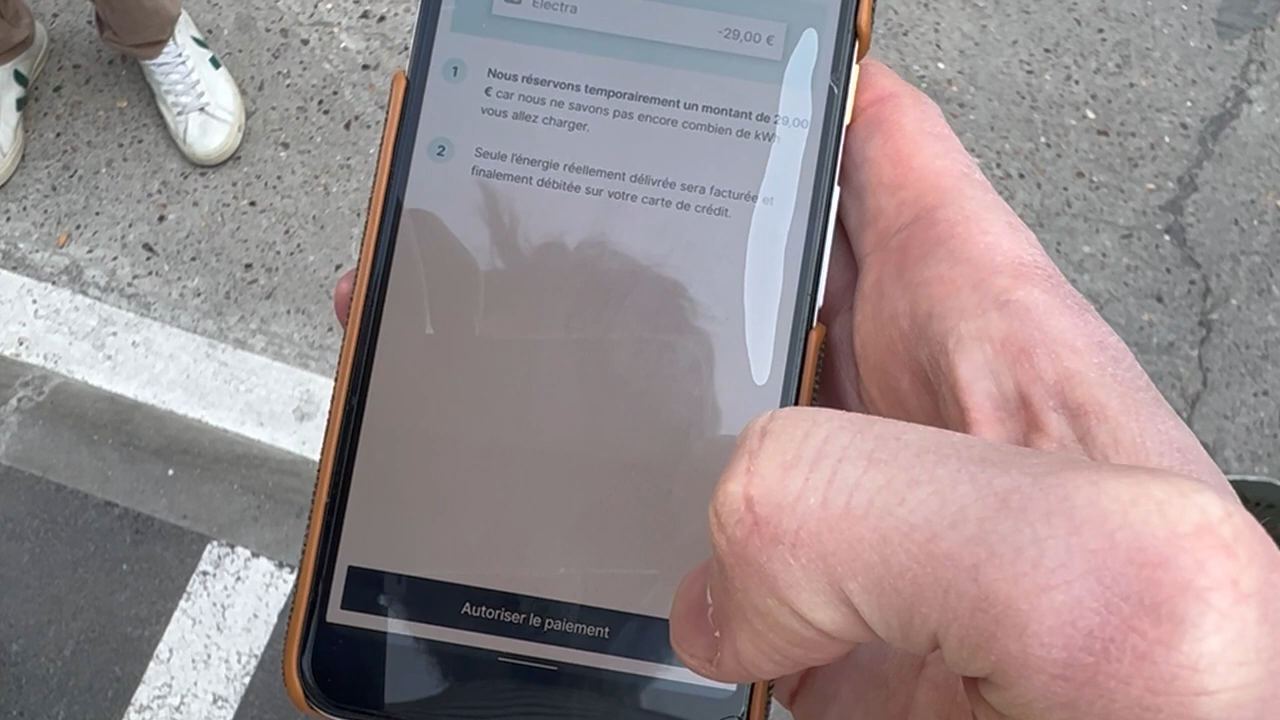 Electra
-29,00 €
1
Nous réservons temporairement un montant de 29,00
€ car nous ne savons pas encore combien de kWh
vous allez charger.
2
Seule l'énergie réellement délivrée sera facturée et
finalement débitée sur votre carte de crédit.
Autoriser le paiement